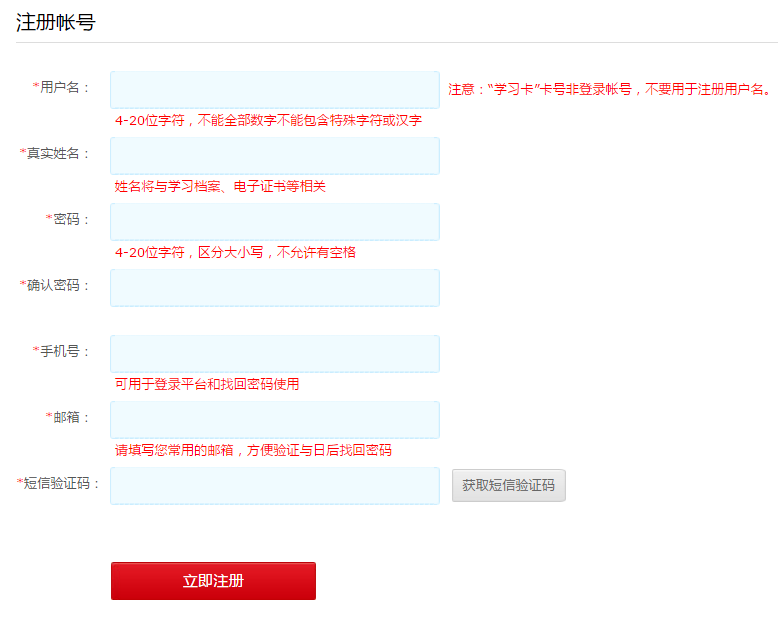 注册帐号
*用户名：
注意：“学习卡”卡号非登录帐号，不要用于注册用户名。
4-20位字符，不能全部数字不能包含特殊字符或汉字
*真实姓名：
姓名将与学习档案、电子证书等相关
*密码：
4-20位字符，区分大小写，不允许有空格
*确认密码：
*手机号：
可用于登录平台和找回密码使用
*邮箱：
请填写您常用的邮箱，方便验证与日后找回密码
*短信验证码：
获取短信验证码
立即注册